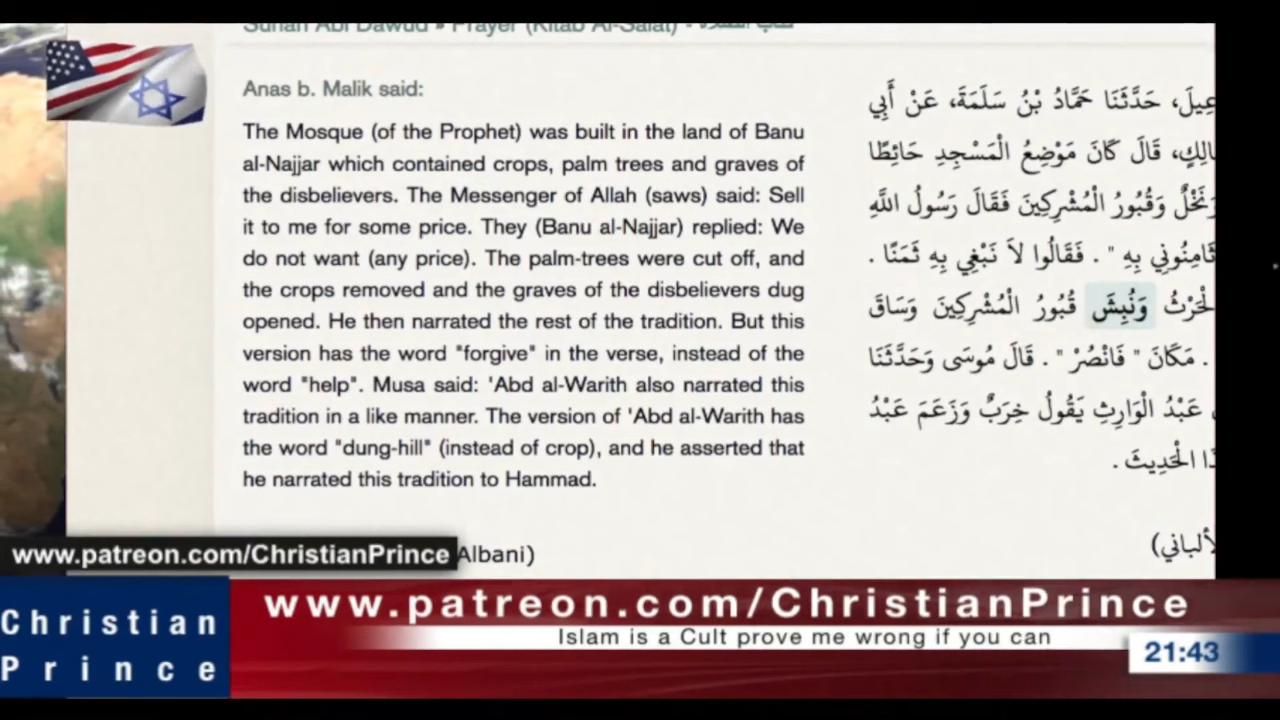 Sunan Abi Dawud » Prayer (Kitab Al-Salat) -
Anas b. Malik said:
The Mosque (of the Prophet) was built in the land of Banu
al-Najjar which contained crops, palm trees and graves of
the disbelievers. The Messenger of Allah (saws) said: Sell
it to me for some price. They (Banu al-Najjar) replied: We
do not want (any price). The palm-trees were cut off, and
the crops removed and the graves of the disbelievers dug
opened. He then narrated the rest of the tradition. But this
version has the word "forgive" in the verse, instead of the
word "help". Musa said: 'Abd al-Warith also narrated this
tradition in a like manner. The version of 'Abd al-Warith has
the word "dung-hill" (instead of crop), and he asserted that
he narrated this tradition to Hammad.
حَدَّثَنَا حَمَّادُ بْنُ سَلَمَةَ، عَنْ أَبِي
قَالَ كَانَ مَوْضِعُ الْمَسْجِدِ حَائِطًا
وَقُبُورُ الْمُشْرِكِينَ فَقَالَ رَسُولُ اللَّهِ
ثَامِنُونِي بِهِ " . فَقَالُوا لاَ نَبْغِي بِهِ ثَمَنًا .
وَنُبِشَ قُبُورُ الْمُشْرِكِينَ وَسَاقَ
. مَكَانَ " فَانْصُرْ " . قَالَ مُوسَى وَحَدَّثَنَا
عَبْدُ الْوَارِثِ يَقُولُ خِرَبٌ وَزَعَمَ عَبْدُ
الْحَدِيثَ .
www.patreon.com/ChristianPrince Albani)
www.patreon.com/ChristianPrince
Islam is a Cult prove me wrong if you can
Christian
Prince
21:43